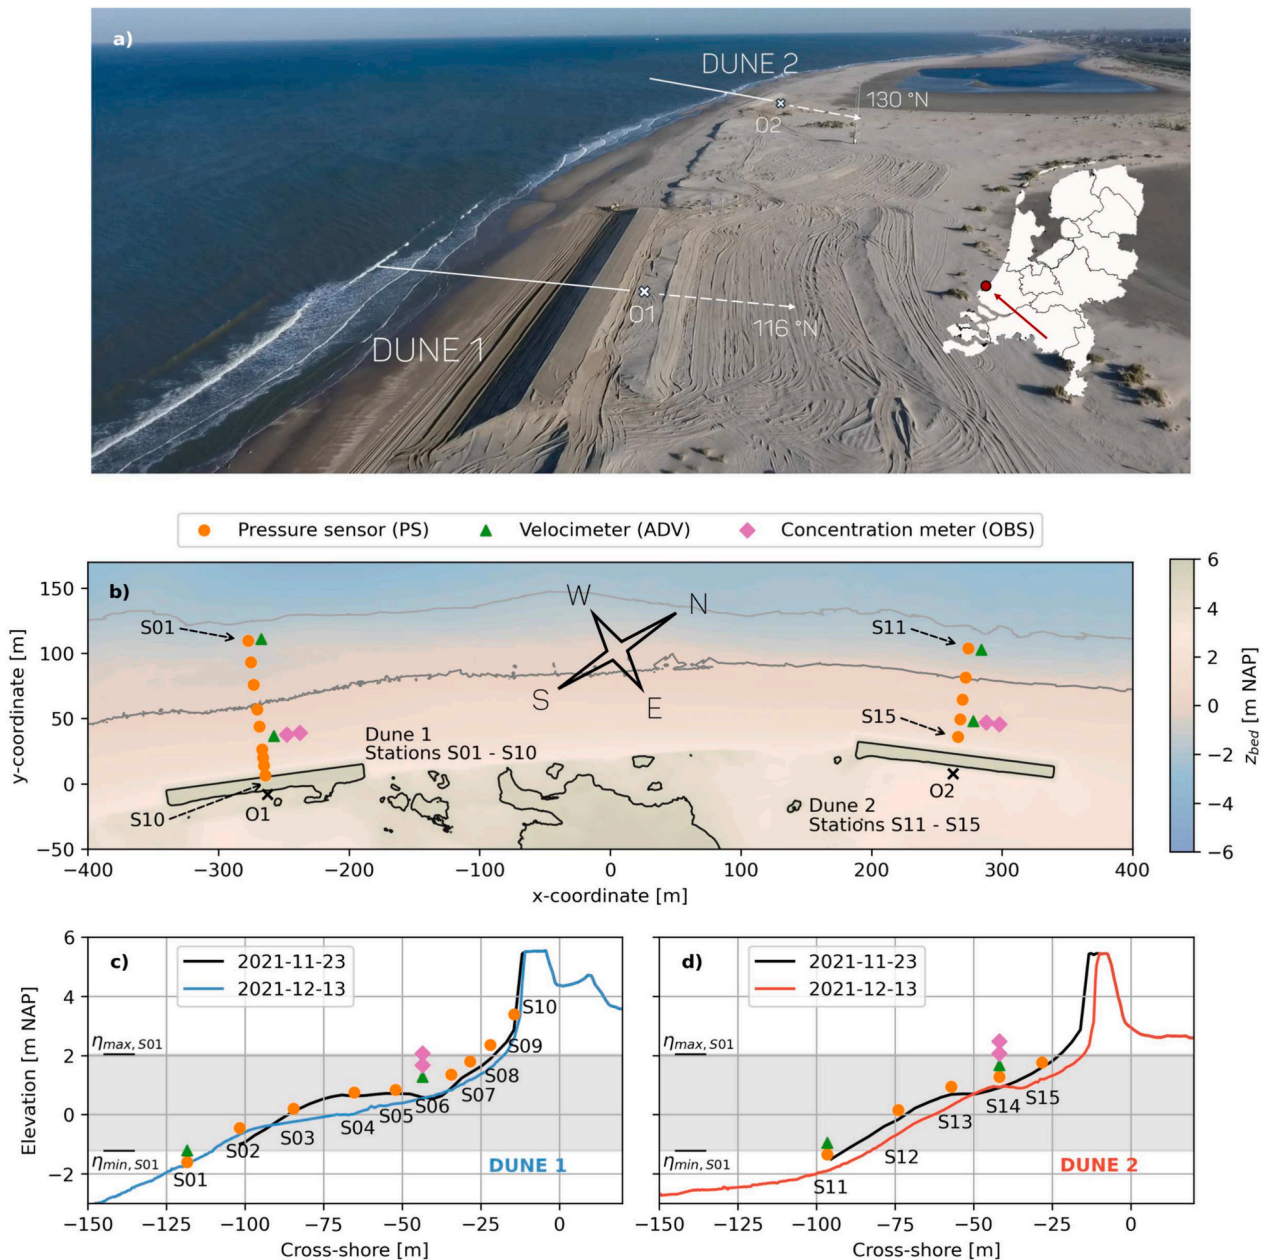 a)
DUNE 2
130 °N
O2
O1
116 °N
DUNE 1
Pressure sensor (PS)
Velocimeter (ADV)
Concentration meter (OBS)
b)
150
100
50
0
−50
y-coordinate [m]
S01
S10
O1
Dune 1
Stations S01 - S10
W
N
S
E
S11
S15
O2
Dune 2
Stations S11 - S15
−400
−300
−200
−100
0
100
200
300
400
x-coordinate [m]
6
4
2
0
−2
−4
−6
z_bed [m NAP]
c)
2021-11-23
2021-12-13
6
4
2
0
−2
Elevation [m NAP]
η_max, S01
η_min, S01
S01
S02
S03
S04
S05
S06
S07
S08
S09
S10
DUNE 1
−150
−125
−100
−75
−50
−25
0
Cross-shore [m]
d)
2021-11-23
2021-12-13
η_max, S01
η_min, S01
S11
S12
S13
S14
S15
DUNE 2
−150
−125
−100
−75
−50
−25
0
Cross-shore [m]